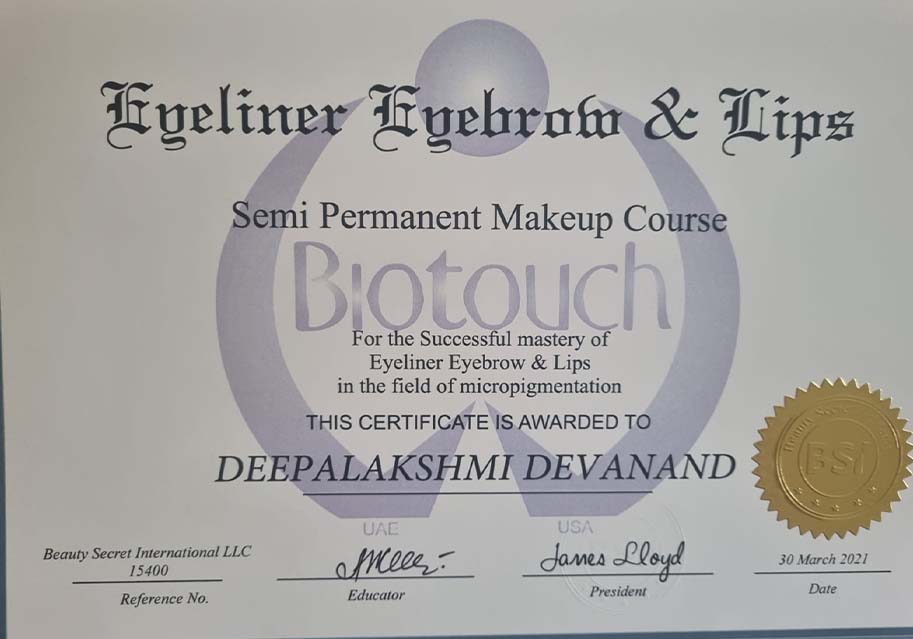 Eyeliner Eyebrow & Lips
Semi Permanent Makeup Course
Biotouch
For the Successful mastery of
Eyeliner Eyebrow & Lips
in the field of micropigmentation
THIS CERTIFICATE IS AWARDED TO
DEEPALAKSHMI DEVANAND
UAE
USA
Beauty Secret International LLC
15400
Reference No.
Educator
James Lloyd
President
30 March 2021
Date
BSI